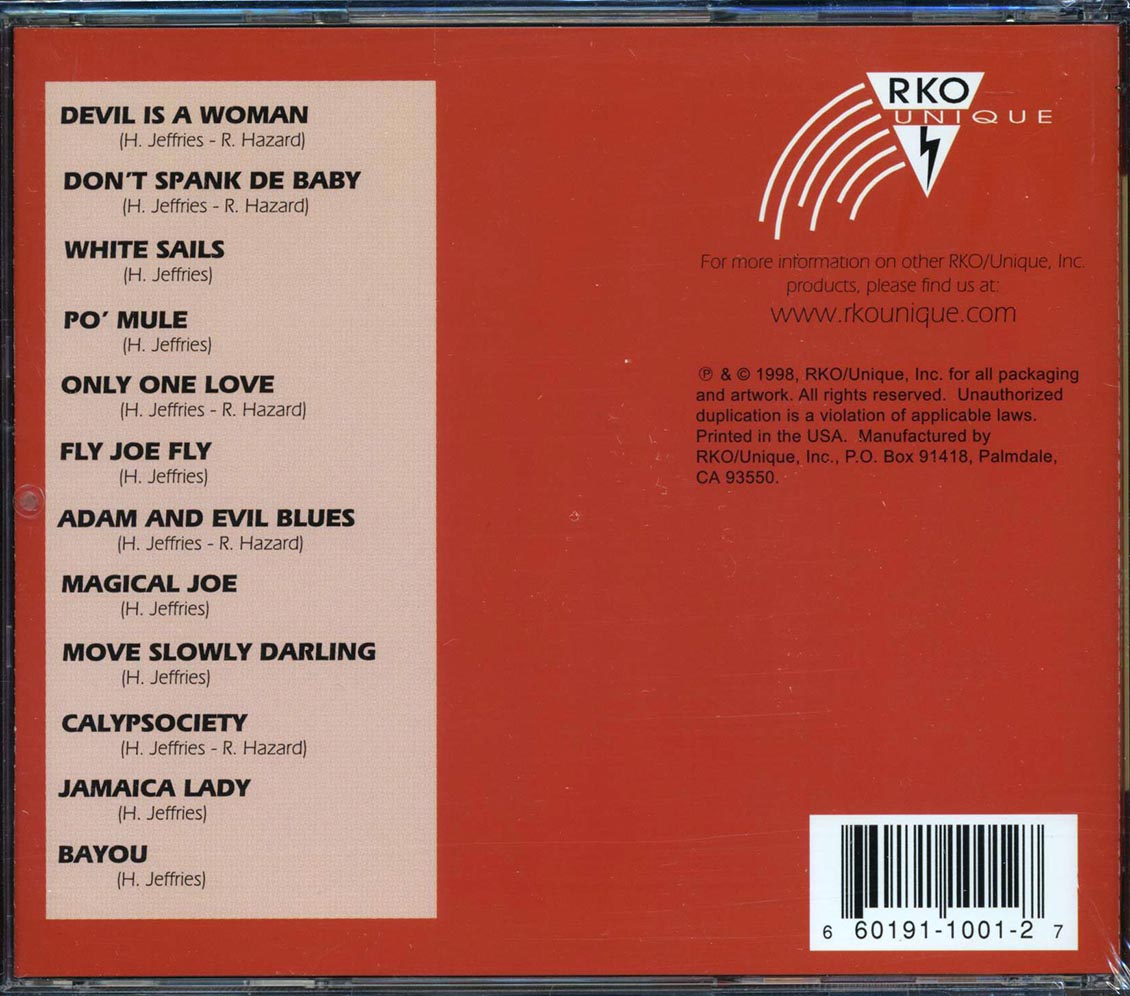 DEVIL IS A WOMAN
(H. Jeffries - R. Hazard)
DON'T SPANK DE BABY
(H. Jeffries - R. Hazard)
WHITE SAILS
(H. Jeffries)
PO' MULE
(H. Jeffries)
ONLY ONE LOVE
(H. Jeffries - R. Hazard)
FLY JOE FLY
(H. Jeffries)
ADAM AND EVIL BLUES
(H. Jeffries - R. Hazard)
MAGICAL JOE
(H. Jeffries)
MOVE SLOWLY DARLING
(H. Jeffries)
CALYPSOCIETY
(H. Jeffries - R. Hazard)
JAMAICA LADY
(H. Jeffries)
BAYOU
(H. Jeffries)
RKO
UNIQUE
For more information on other RKO/Unique, Inc.
products, please find us at:
www.rkounique.com
℗ & © 1998, RKO/Unique, Inc. for all packaging
and artwork. All rights reserved. Unauthorized
duplication is a violation of applicable laws.
Printed in the USA. Manufactured by
RKO/Unique, Inc., P.O. Box 91418, Palmdale,
CA 93550.
6 60191-1001-2 7